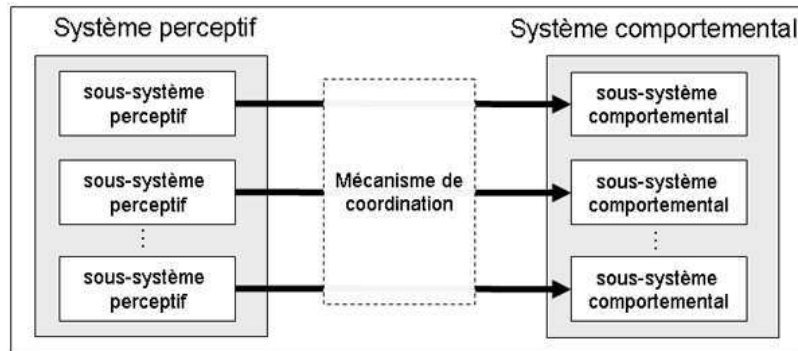 Système perceptif
Système comportemental
sous-système
perceptif
sous-système
comportemental
sous-système
perceptif
Mécanisme de
coordination
sous-système
comportemental
sous-système
perceptif
sous-système
comportemental